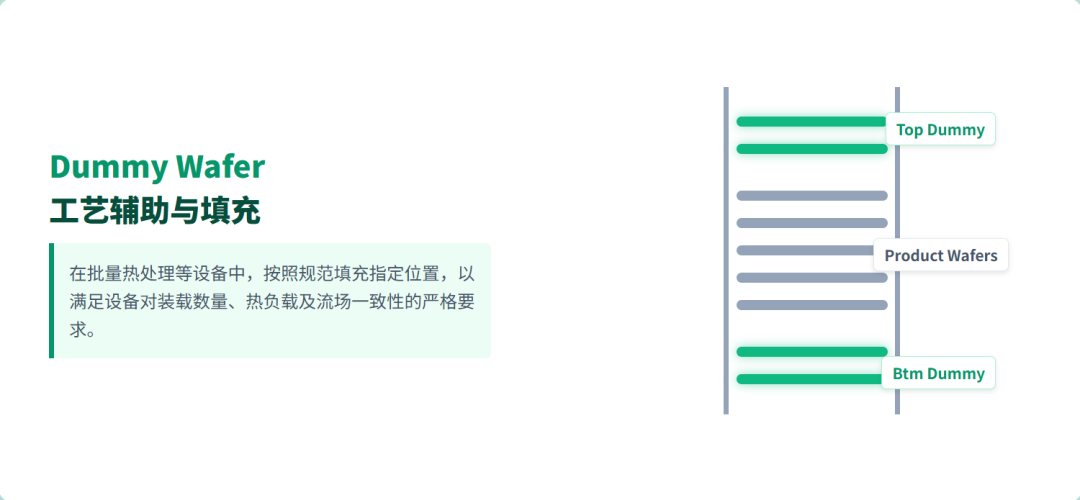 Dummy Wafer
工艺辅助与填充
在批量热处理等设备中，按照规范填充指定位置，以
满足设备对装载数量、热负载及流场一致性的严格要
求。
Top Dummy
Product Wafers
Btm Dummy